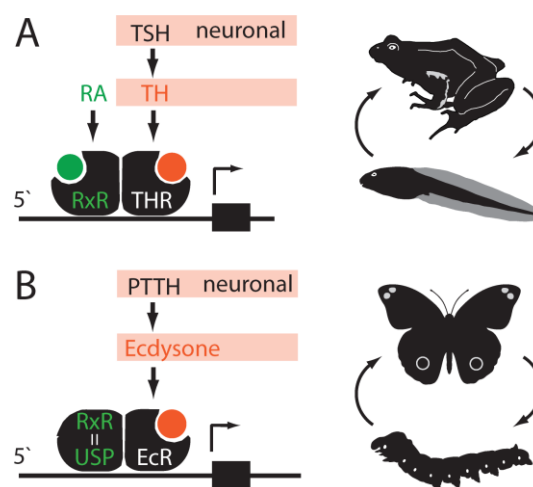 A
TSH neuronal
RA TH
RxR THR
5`
B
PTTH neuronal
Ecdysone
RxR
=
USP EcR
5`